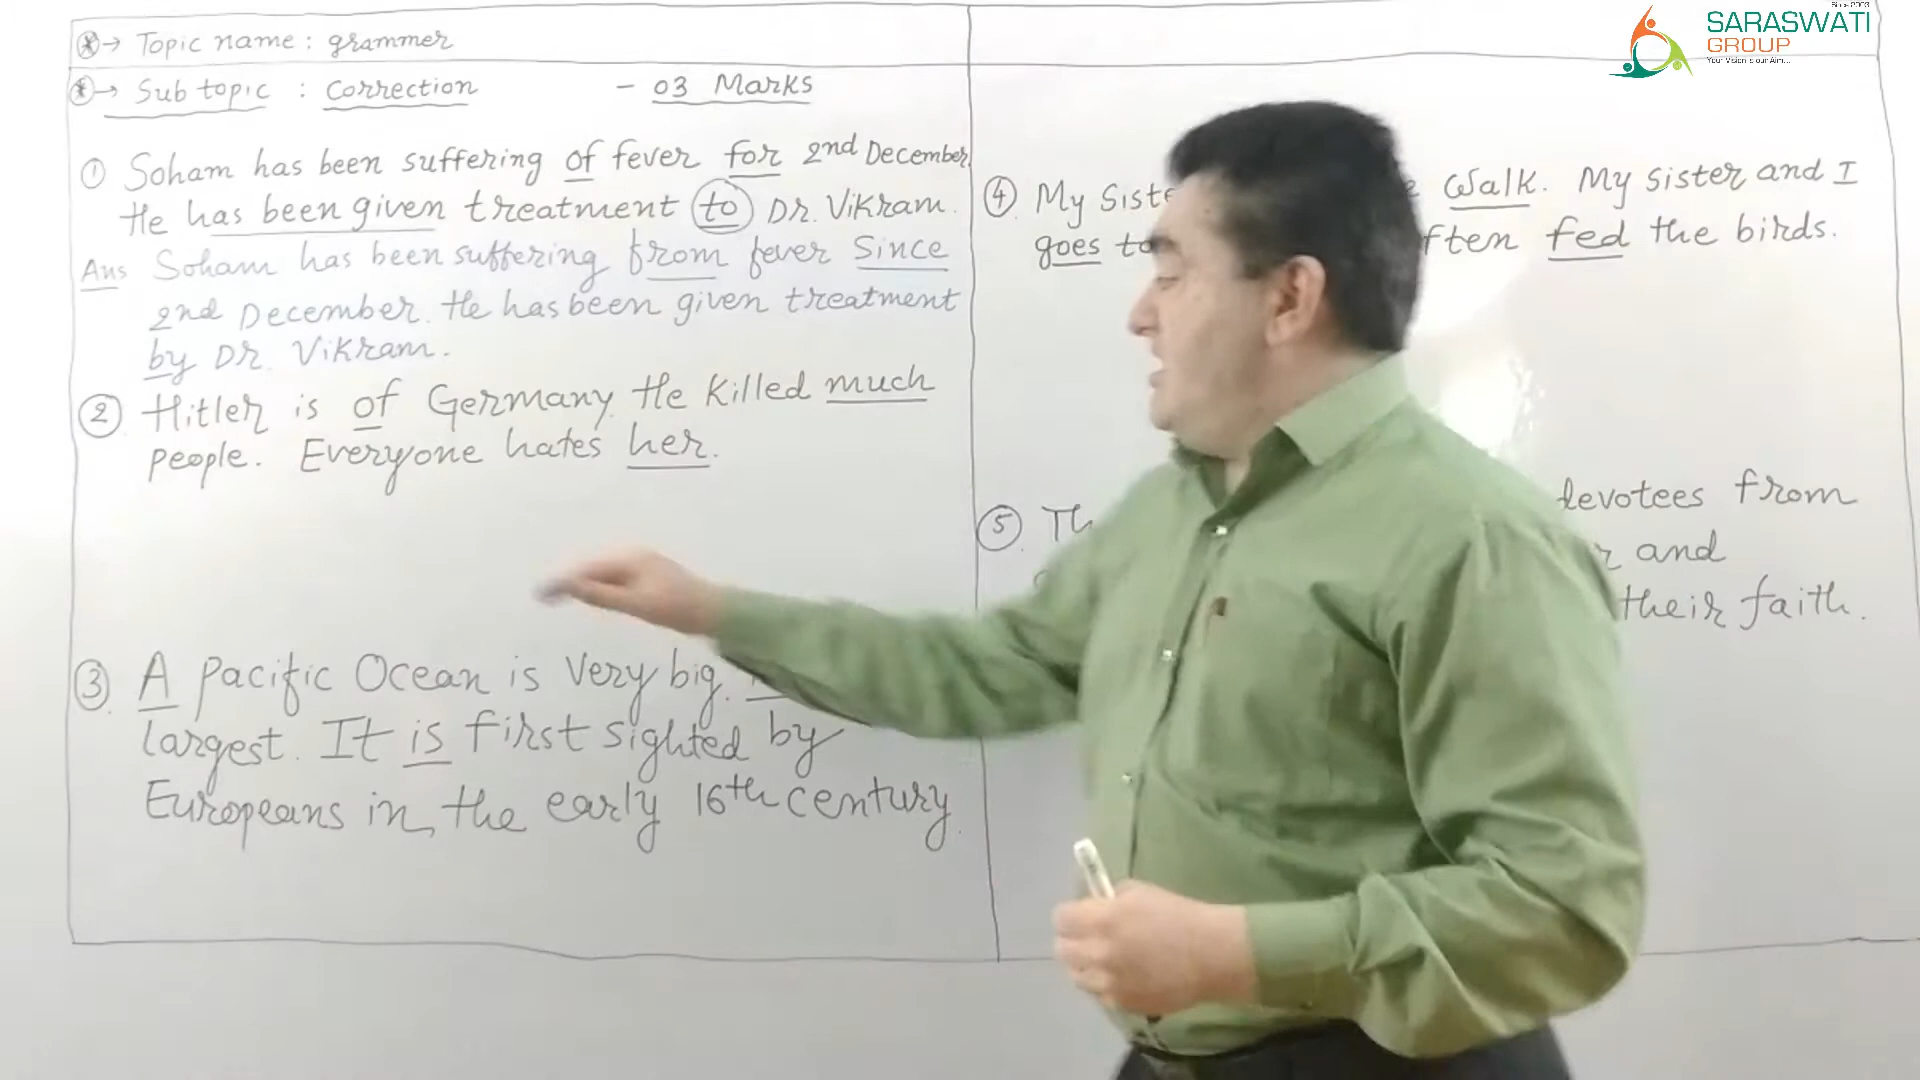 Topic name : grammer
Sub topic : Correction - 03 Marks
① Soham has been suffering of fever for 2nd December.
He has been given treatment to Dr. Vikram.
Ans Soham has been suffering from fever Since
2nd December. He has been given treatment
by Dr. Vikram.
② Hitler is of Germany. He killed much
people. Everyone hates her.
③ A pacific Ocean is very big.
largest. It is first sighted by
Europeans in the early 16th century.
④ My Walk. My sister and I
goes fed the birds.
⑤ devotees from
and
their faith.
Since 2003
SARASWATI
GROUP
Your Vision is our Aim...